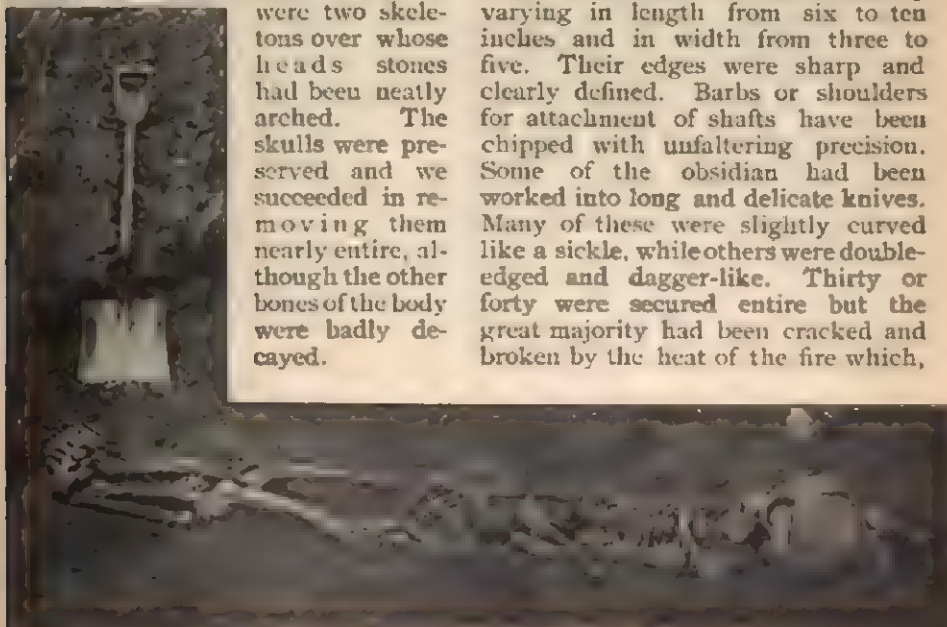 were two skele-
tons over whose
heads stones
had been neatly
arched. The
skulls were pre-
served and we
succeeded in re-
moving them
nearly entire, al-
though the other
bones of the body
were badly de-
cayed.
varying in length from six to ten
inches and in width from three to
five. Their edges were sharp and
clearly defined. Barbs or shoulders
for attachment of shafts have been
chipped with unfaltering precision.
Some of the obsidian had been
worked into long and delicate knives.
Many of these were slightly curved
like a sickle, while others were double-
edged and dagger-like. Thirty or
forty were secured entire but the
great majority had been cracked and
broken by the heat of the fire which,